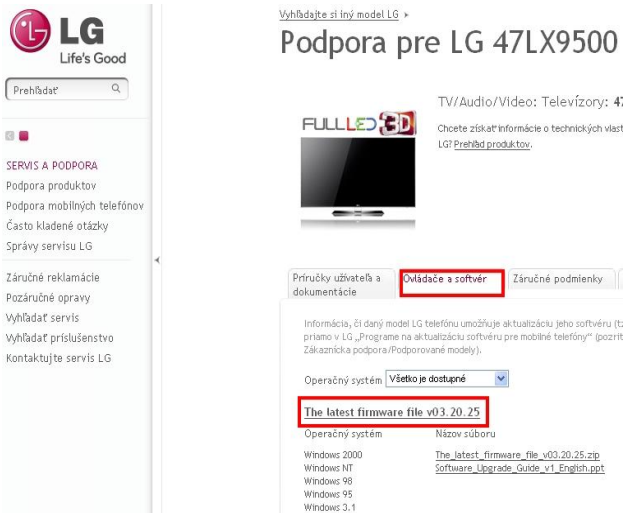 LG
Life's Good
Prehľadať
SERVIS A PODPORA
Podpora produktov
Podpora mobilných telefónov
Často kladené otázky
Správy servisu LG
Záručné reklamácie
Pozáručné opravy
Vyhľadať servis
Vyhľadať príslušenstvo
Kontaktujte servis LG
Vyhľadajte si iný model LG
Podpora pre LG 47LX9500
FULL LED 3D
TV/Audio/Video: Televízory: 47
Chcete získať informácie o technických vlast
LG? Prehľad produktov.
Príručky užívateľa a
dokumentácie
Ovládače a softvér
Záručné podmienky
Informácia, či daný model LG telefónu umožňuje aktualizáciu jeho softvéru (tz
priamo v LG „Programe na aktualizáciu softvéru pre mobilné telefóny“ (pozrit
Zákaznícka podpora/Podporované modely).
Operačný systém Všetko je dostupné
The latest firmware file v03.20.25
Operačný systém Názov súboru
Windows 2000 The_latest_firmware_file_v03.20.25.zip
Windows NT Software_Upgrade_Guide_v1_English.ppt
Windows 98
Windows 95
Windows 3.1